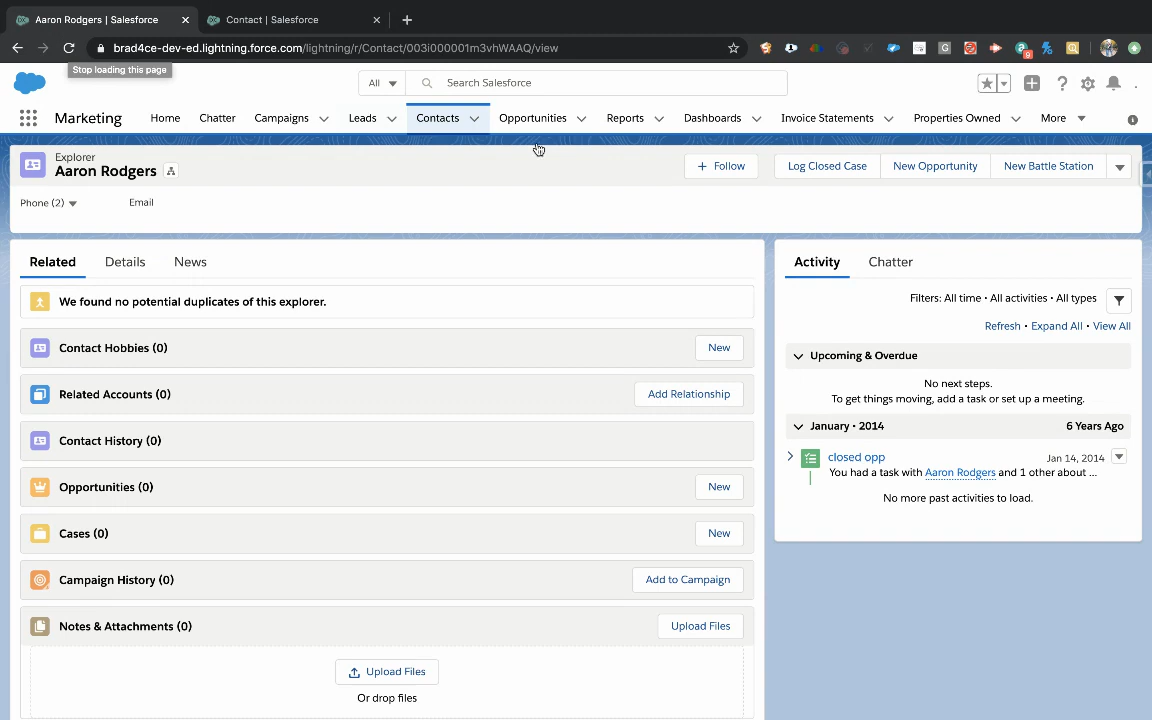 Aaron Rodgers | Salesforce
Contact | Salesforce
brad4ce-dev-ed.lightning.force.com/lightning/r/Contact/003i000001m3vhWAAQ/view
Stop loading this page
All
Search Salesforce
Marketing
Home
Chatter
Campaigns
Leads
Contacts
Opportunities
Reports
Dashboards
Invoice Statements
Properties Owned
More
Explorer
Aaron Rodgers
+ Follow
Log Closed Case
New Opportunity
New Battle Station
Phone (2)
Email
Related
Details
News
We found no potential duplicates of this explorer.
Contact Hobbies (0)
New
Related Accounts (0)
Add Relationship
Contact History (0)
Opportunities (0)
New
Cases (0)
New
Campaign History (0)
Add to Campaign
Notes & Attachments (0)
Upload Files
Upload Files
Or drop files
Activity
Chatter
Filters: All time • All activities • All types
Refresh • Expand All • View All
Upcoming & Overdue
No next steps.
To get things moving, add a task or set up a meeting.
January • 2014
6 Years Ago
closed opp
Jan 14, 2014
You had a task with Aaron Rodgers and 1 other about ...
No more past activities to load.